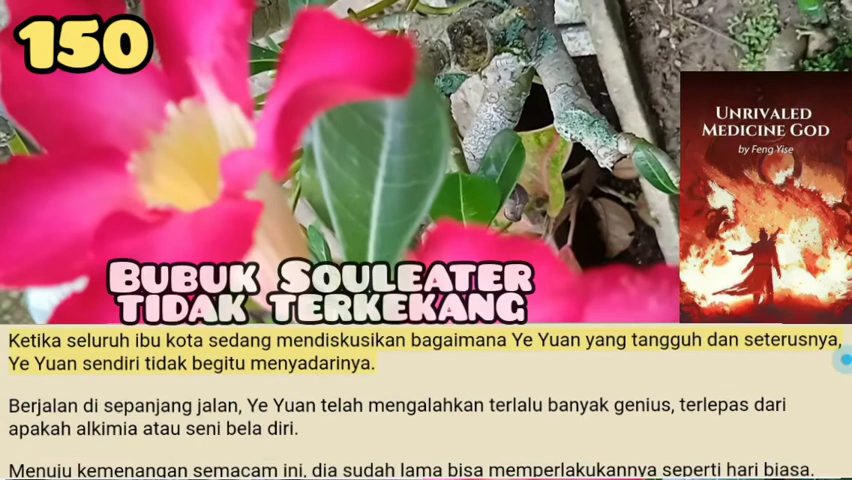 150
UNRIVALED
MEDICINE GOD
by Feng Yise
BUBUK SOULEATER
TIDAK TERKEKANG
Ketika seluruh ibu kota sedang mendiskusikan bagaimana Ye Yuan yang tangguh dan seterusnya,
Ye Yuan sendiri tidak begitu menyadarinya.
Berjalan di sepanjang jalan, Ye Yuan telah mengalahkan terlalu banyak genius, terlepas dari
apakah alkimia atau seni bela diri.
Menuju kemenangan semacam ini, dia sudah lama bisa memperlakukannya seperti hari biasa.